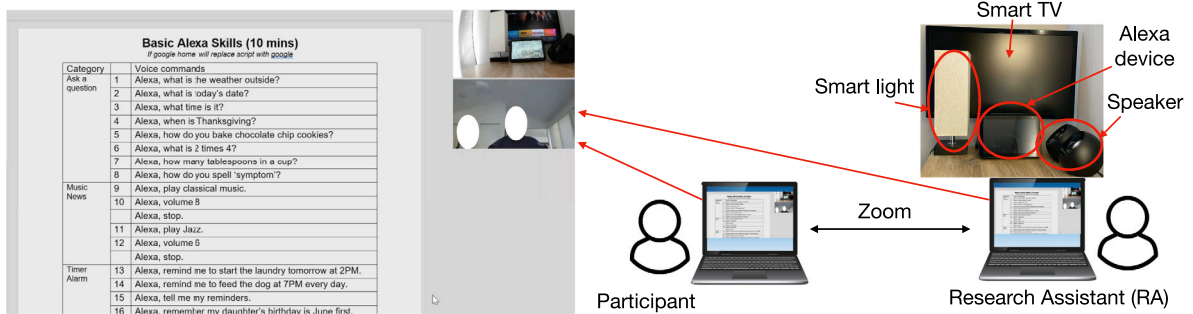 Basic Alexa Skills (10 mins)
If google home will replace script with google
Category Voice commands
Ask a question
1 Alexa, what is the weather outside?
2 Alexa, what is today's date?
3 Alexa, what time is it?
4 Alexa, when is Thanksgiving?
5 Alexa, how do you bake chocolate chip cookies?
6 Alexa, what is 2 times 4?
7 Alexa, how many tablespoons in a cup?
8 Alexa, how do you spell 'symptom'?
Music News
9 Alexa, play classical music.
10 Alexa, volume 8
Alexa, stop.
11 Alexa, play Jazz.
12 Alexa, volume 6
Alexa, stop.
Timer Alarm
13 Alexa, remind me to start the laundry tomorrow at 2PM.
14 Alexa, remind me to feed the dog at 7PM every day.
15 Alexa, tell me my reminders.
16 Alexa, remember my daughter's birthday is June first.
Smart TV
Alexa device
Smart light
Speaker
Zoom
Participant
Research Assistant (RA)